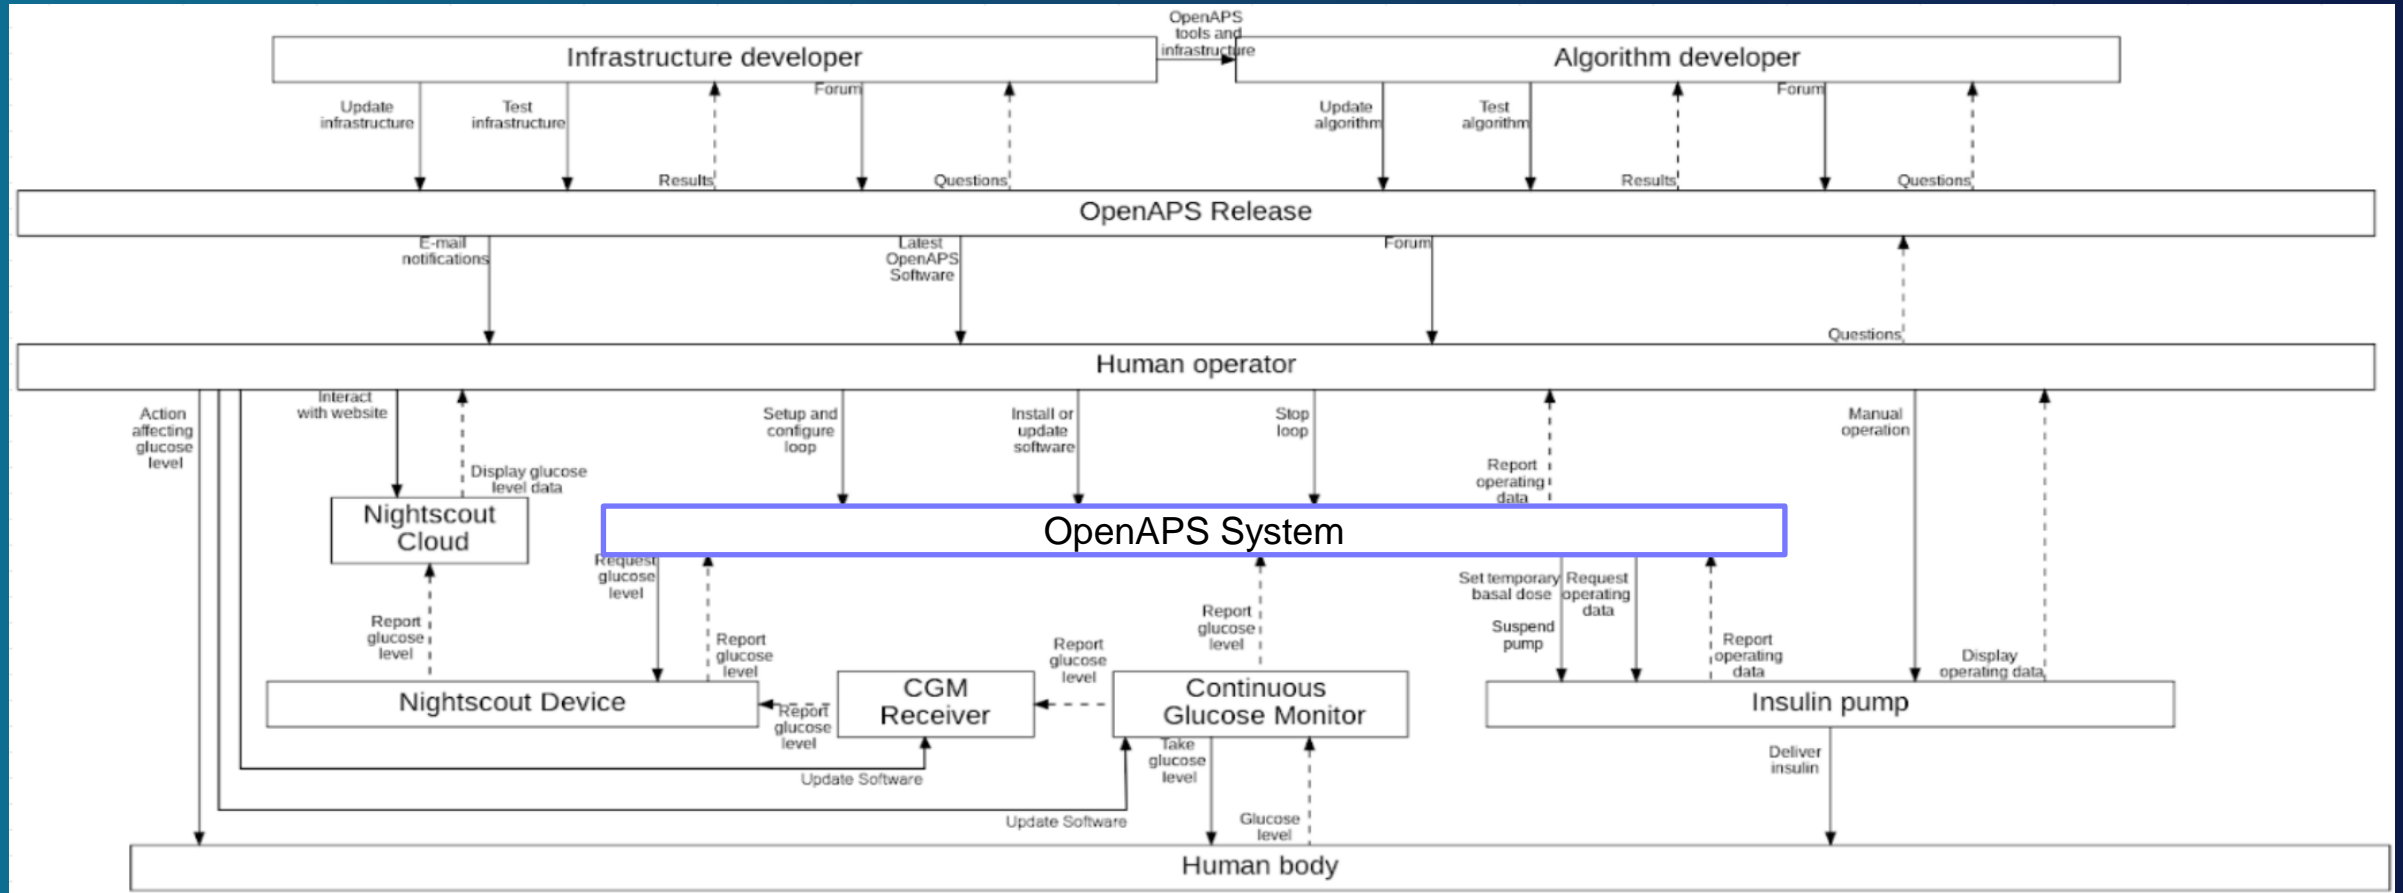 OpenAPS
tools and
infrastructure
Infrastructure developer
Algorithm developer
Update
infrastructure
Test
infrastructure
Results
Forum
Questions
Update
algorithm
Test
algorithm
Results
Forum
Questions
OpenAPS Release
E-mail
notifications
Latest
OpenAPS
Software
Forum
Questions
Human operator
Action
affecting
glucose
level
Interact
with website
Display glucose
level data
Setup and
configure
loop
Install or
update
software
Stop
loop
Report
operating
data
Manual
operation
Nightscout
Cloud
OpenAPS System
Report
glucose
level
Request
glucose
level
Report
glucose
level
Report
glucose
level
Report
glucose
level
Set temporary
basal dose
Suspend
pump
Request
operating
data
Report
operating
data
Display
operating data
Nightscout Device
Report
glucose
level
CGM
Receiver
Continuous
Glucose Monitor
Insulin pump
Update Software
Take
glucose
level
Deliver
insulin
Update Software
Glucose
level
Human body